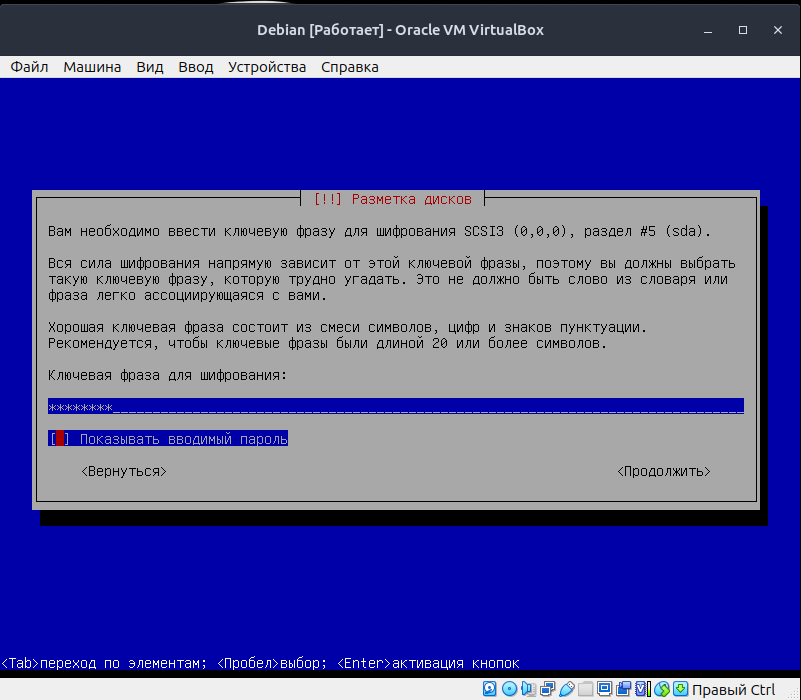 Debian [Работает] - Oracle VM VirtualBox
Файл Машина Вид Ввод Устройства Справка
[!!] Разметка дисков
Вам необходимо ввести ключевую фразу для шифрования SCSI3 (0,0,0), раздел #5 (sda).
Вся сила шифрования напрямую зависит от этой ключевой фразы, поэтому вы должны выбрать
такую ключевую фразу, которую трудно угадать. Это не должно быть слово из словаря или
фраза легко ассоциирующаяся с вами.
Хорошая ключевая фраза состоит из смеси символов, цифр и знаков пунктуации.
Рекомендуется, чтобы ключевые фразы были длиной 20 или более символов.
Ключевая фраза для шифрования:
********
[ ] Показывать вводимый пароль
<Вернуться> <Продолжить>
<Tab>переход по элементам; <Пробел>выбор; <Enter>активация кнопок
Правый Ctrl